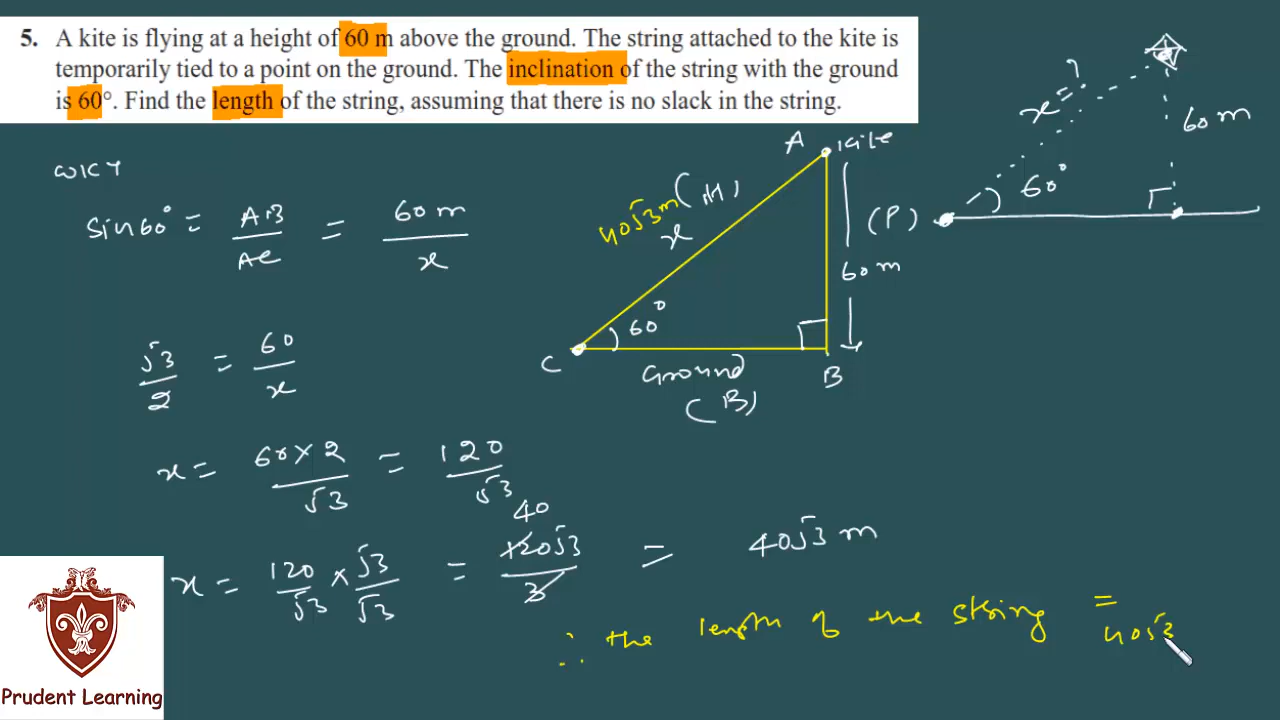 5. A kite is flying at a height of 60 m above the ground. The string attached to the kite is
temporarily tied to a point on the ground. The inclination of the string with the ground
is 60°. Find the length of the string, assuming that there is no slack in the string.
x = ?
60 m
60°
(P)
A Kite
40√3 m (H)
x
60 m
60°
C
B
Ground
(B)
WKT
sin 60° = AB/AC = 60 m/x
√3/2 = 60/x
x = 60×2/√3 = 120/√3
40
x = 120/√3 × √3/√3 = 120√3/3 = 40√3 m
∴ the length of the string =
40√3
Prudent Learning